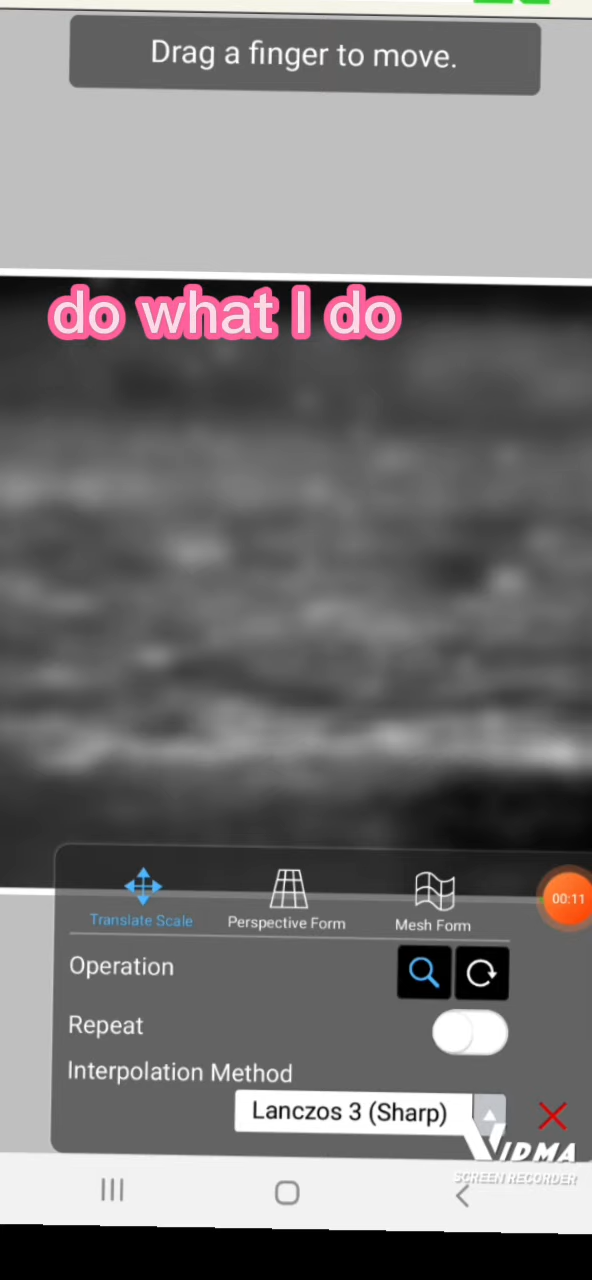 Drag a finger to move.
do what I do
Translate Scale
Perspective Form
Mesh Form
00:11
Operation
Repeat
Interpolation Method
Lanczos 3 (Sharp)
VIDMA
SCREEN RECORDER